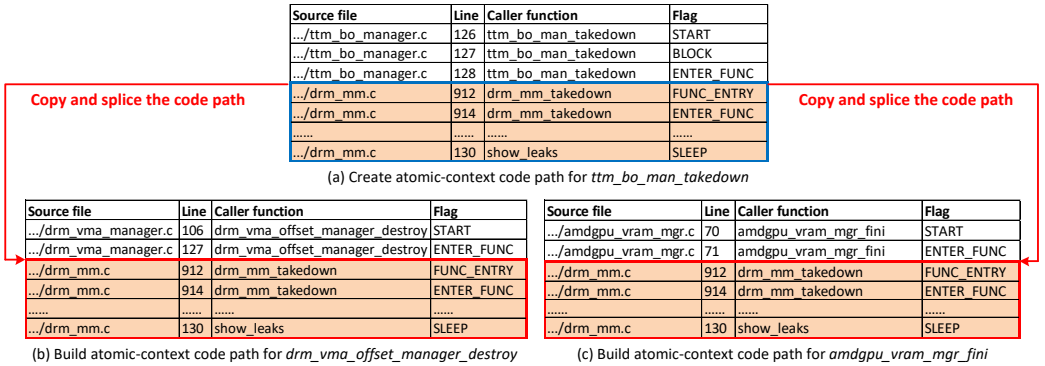 Source file Line Caller function Flag
.../ttm_bo_manager.c 126 ttm_bo_man_takedown START
.../ttm_bo_manager.c 127 ttm_bo_man_takedown BLOCK
.../ttm_bo_manager.c 128 ttm_bo_man_takedown ENTER_FUNC
.../drm_mm.c 912 drm_mm_takedown FUNC_ENTRY
.../drm_mm.c 914 drm_mm_takedown ENTER_FUNC
...... ...... ...... ......
.../drm_mm.c 130 show_leaks SLEEP
Copy and splice the code path
Copy and splice the code path
(a) Create atomic-context code path for ttm_bo_man_takedown
Source file Line Caller function Flag
.../drm_vma_manager.c 106 drm_vma_offset_manager_destroy START
.../drm_vma_manager.c 127 drm_vma_offset_manager_destroy ENTER_FUNC
.../drm_mm.c 912 drm_mm_takedown FUNC_ENTRY
.../drm_mm.c 914 drm_mm_takedown ENTER_FUNC
...... ...... ...... ......
.../drm_mm.c 130 show_leaks SLEEP
(b) Build atomic-context code path for drm_vma_offset_manager_destroy
Source file Line Caller function Flag
.../amdgpu_vram_mgr.c 70 amdgpu_vram_mgr_fini START
.../amdgpu_vram_mgr.c 71 amdgpu_vram_mgr_fini ENTER_FUNC
.../drm_mm.c 912 drm_mm_takedown FUNC_ENTRY
.../drm_mm.c 914 drm_mm_takedown ENTER_FUNC
...... ...... ...... ......
.../drm_mm.c 130 show_leaks SLEEP
(c) Build atomic-context code path for amdgpu_vram_mgr_fini